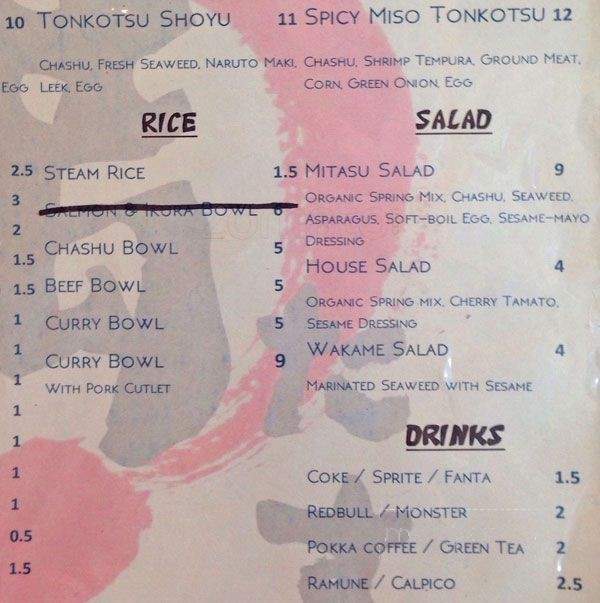 10 TONKOTSU SHOYU 11 SPICY MISO TONKOTSU 12
CHASHU, FRESH SEAWEED, NARUTO MAKI, CHASHU, SHRIMP TEMPURA, GROUND MEAT,
EGG LEEK, EGG CORN, GREEN ONION, EGG
RICE
2.5 STEAM RICE 1.5
3 SALMON & IKURA BOWL 6
2
CHASHU BOWL 5
1.5
1.5 BEEF BOWL 5
1 CURRY BOWL 5
1
CURRY BOWL 9
1 WITH PORK CUTLET
1
1
1
1
0.5
1.5
SALAD
MITASU SALAD 9
ORGANIC SPRING MIX, CHASHU, SEAWEED,
ASPARAGUS, SOFT-BOIL EGG, SESAME-MAYO
DRESSING
HOUSE SALAD 4
ORGANIC SPRING MIX, CHERRY TAMATO,
SESAME DRESSING
WAKAME SALAD 4
MARINATED SEAWEED WITH SESAME
DRINKS
COKE / SPRITE / FANTA 1.5
REDBULL / MONSTER 2
POKKA COFFEE / GREEN TEA 2
RAMUNE / CALPICO 2.5